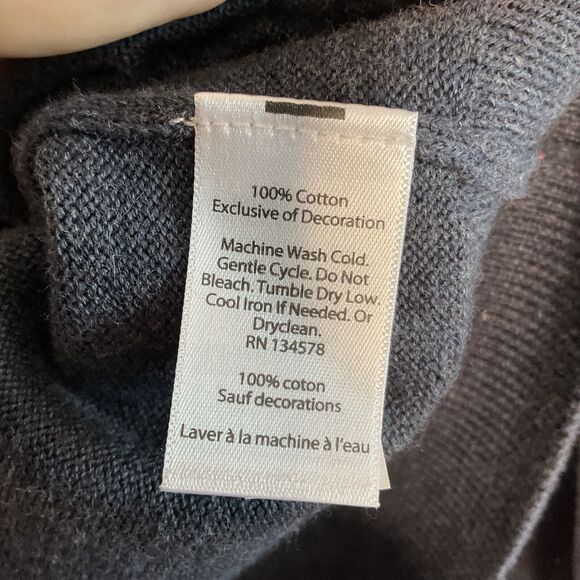 100% Cotton
Exclusive of Decoration
Machine Wash Cold.
Gentle Cycle. Do Not
Bleach. Tumble Dry Low.
Cool Iron If Needed. Or
Dryclean.
RN 134578
100% coton
Sauf decorations
Laver à la machine à l'eau